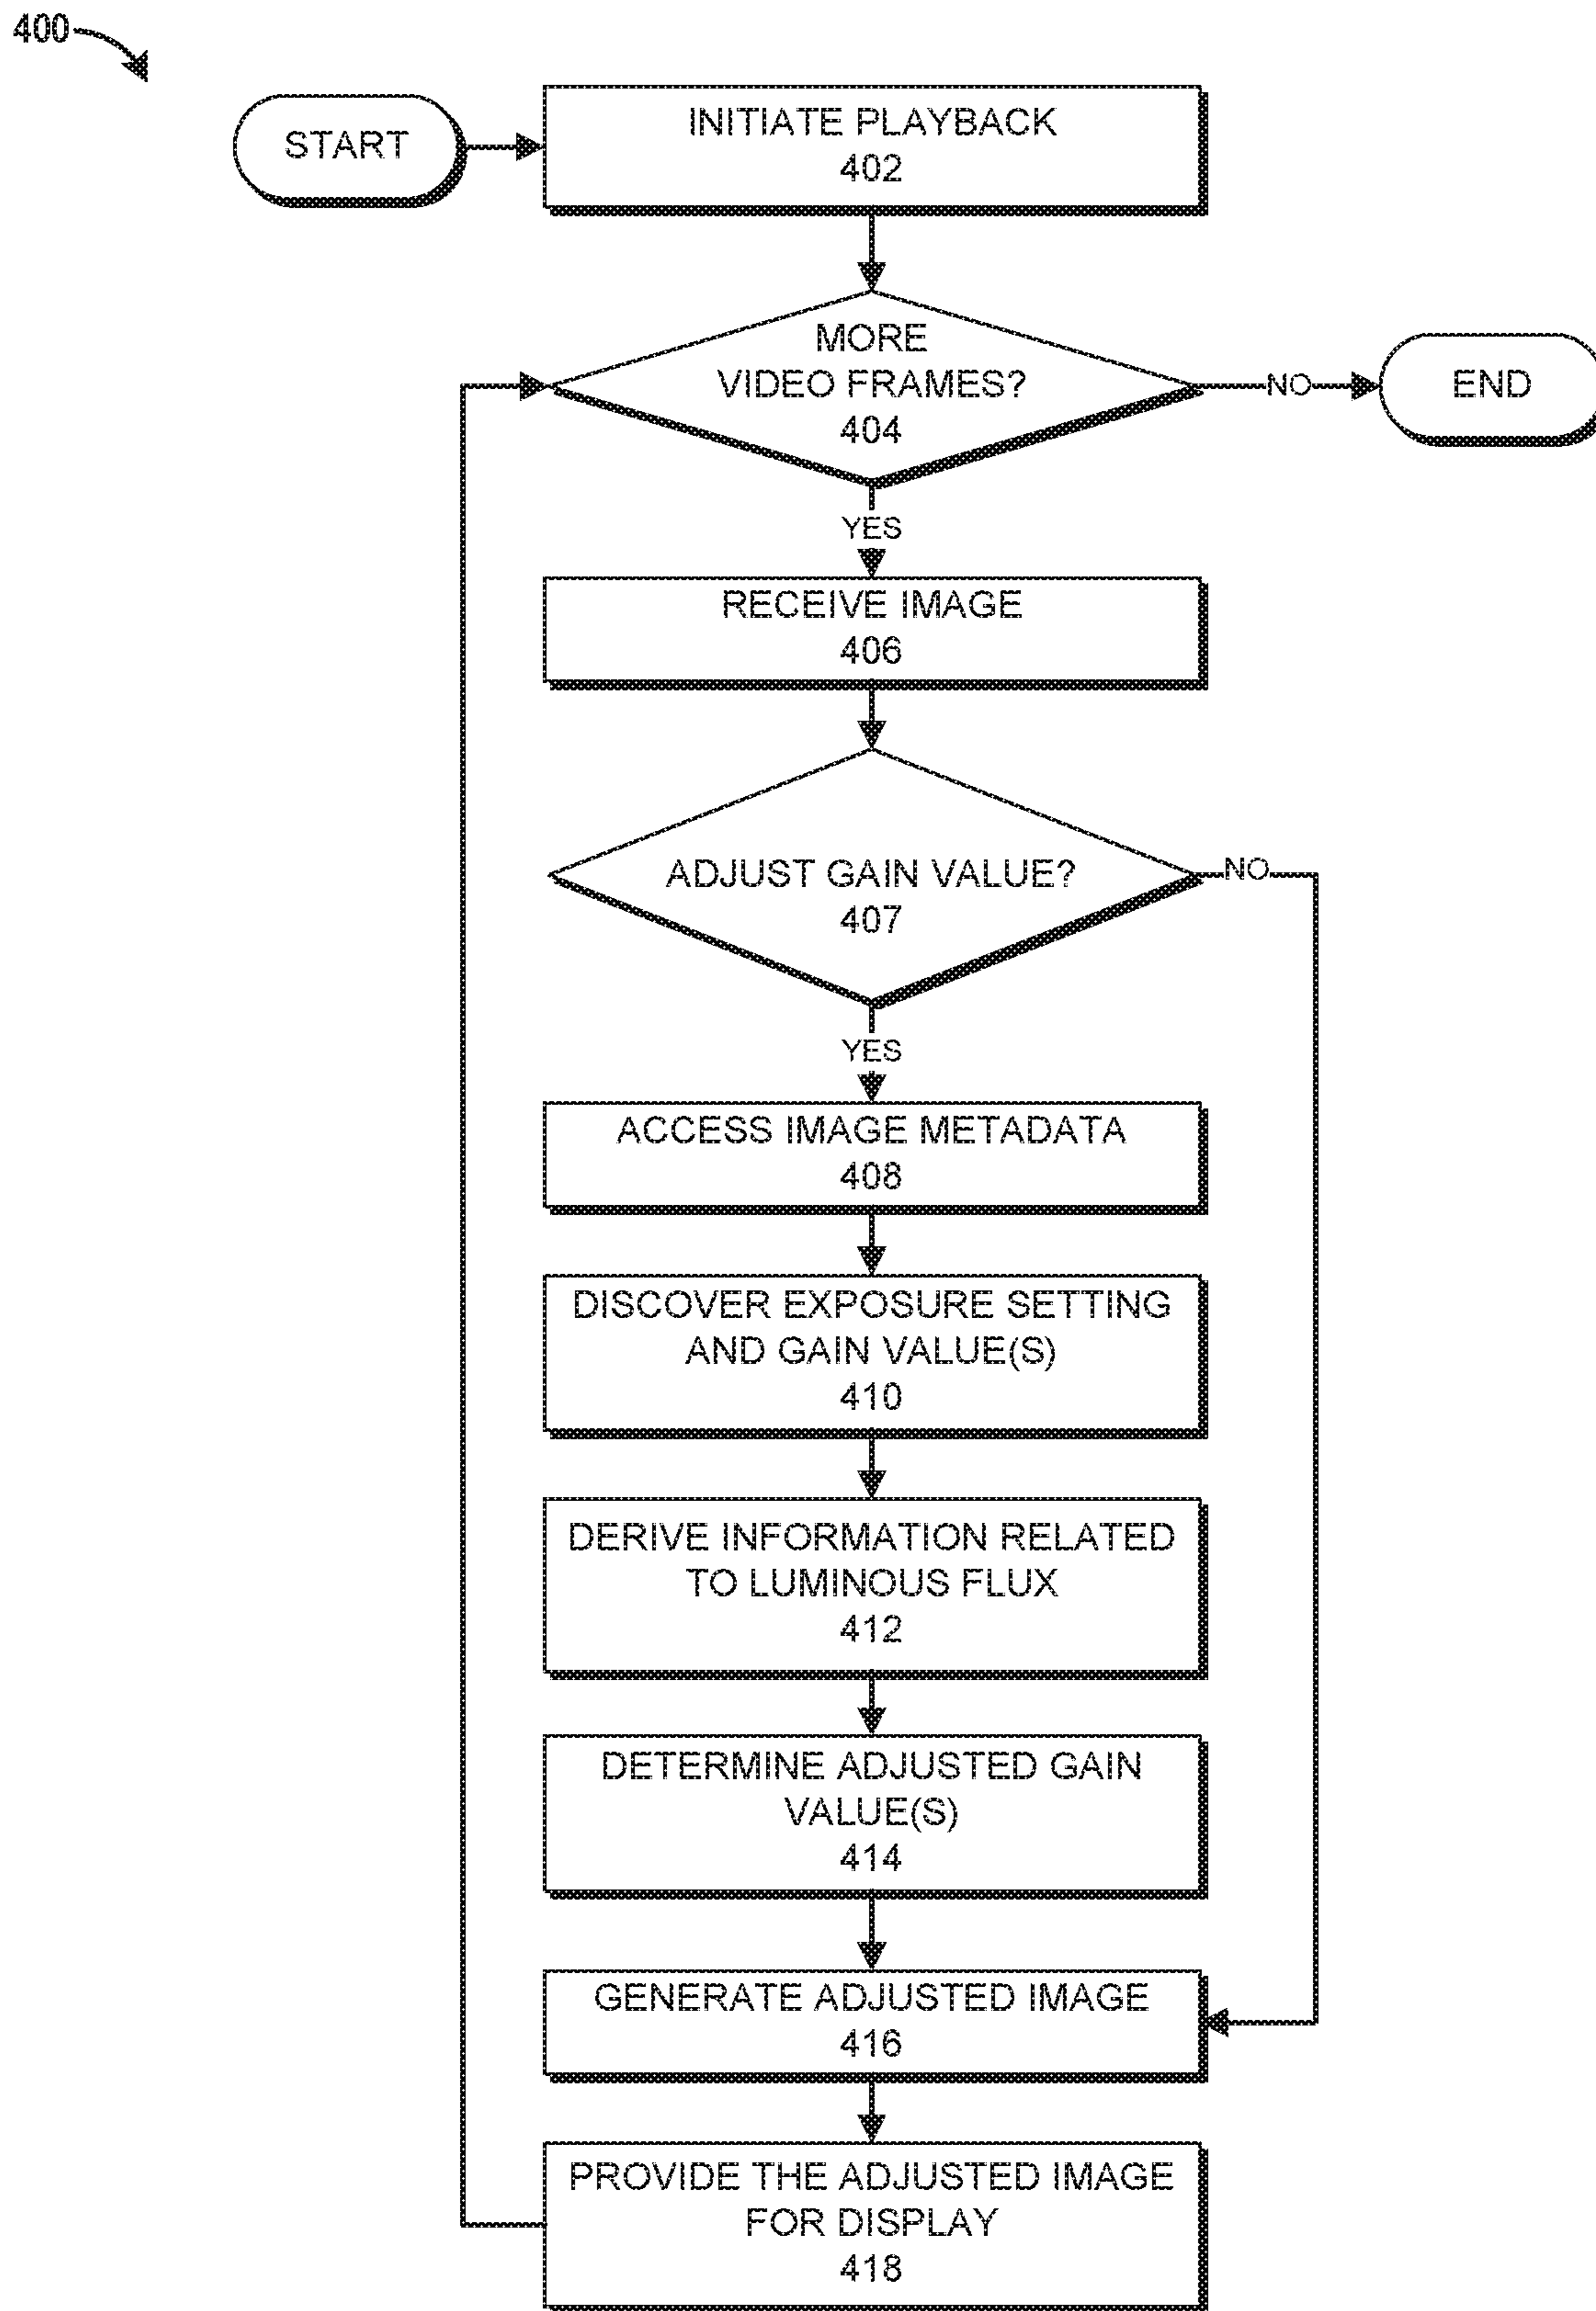 400
START
INITIATE PLAYBACK
402
MORE
VIDEO FRAMES?
404
NO
END
YES
RECEIVE IMAGE
406
ADJUST GAIN VALUE?
407
NO
YES
ACCESS IMAGE METADATA
408
DISCOVER EXPOSURE SETTING
AND GAIN VALUE(S)
410
DERIVE INFORMATION RELATED
TO LUMINOUS FLUX
412
DETERMINE ADJUSTED GAIN
VALUE(S)
414
GENERATE ADJUSTED IMAGE
416
PROVIDE THE ADJUSTED IMAGE
FOR DISPLAY
418